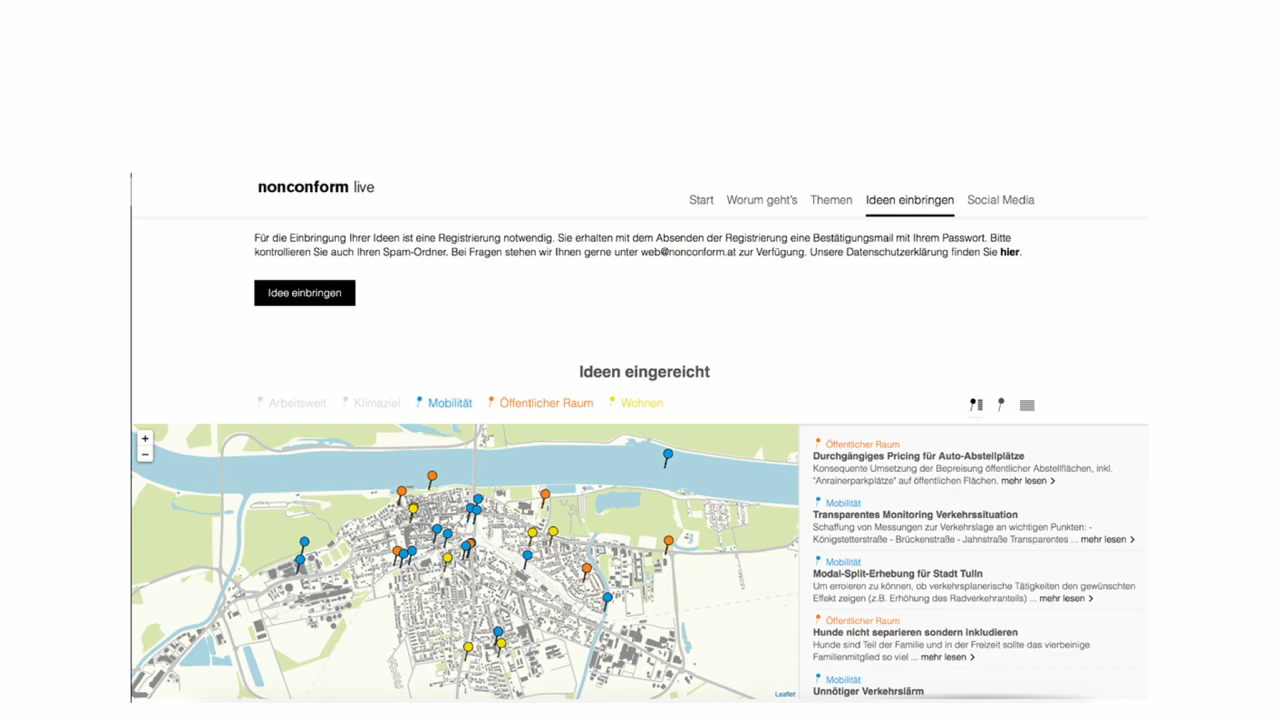 nonconform live
Start Worum geht's Themen Ideen einbringen Social Media
Für die Einbringung Ihrer Ideen ist eine Registrierung notwendig. Sie erhalten mit dem Absenden der Registrierung eine Bestätigungsmail mit Ihrem Passwort. Bitte
kontrollieren Sie auch Ihren Spam-Ordner. Bei Fragen stehen wir Ihnen gerne unter web@nonconform.at zur Verfügung. Unsere Datenschutzerklärung finden Sie hier.
Idee einbringen
Ideen eingereicht
Arbeitswelt Klimaziel Mobilität Öffentlicher Raum Wohnen
+
−
Leaflet
Öffentlicher Raum
Durchgängiges Pricing für Auto-Abstellplätze
Konsequente Umsetzung der Bepreisung öffentlicher Abstellflächen, inkl.
"Anrainerparkplätze" auf öffentlichen Flächen. mehr lesen >
Mobilität
Transparentes Monitoring Verkehrssituation
Schaffung von Messungen zur Verkehrslage an wichtigen Punkten: -
Königstetterstraße - Brückenstraße - Jahnstraße Transparentes ... mehr lesen >
Mobilität
Modal-Split-Erhebung für Stadt Tulln
Um erroieren zu können, ob verkehrsplanerische Tätigkeiten den gewünschten
Effekt zeigen (z.B. Erhöhung des Radverkehranteils) ... mehr lesen >
Öffentlicher Raum
Hunde nicht separieren sondern inkludieren
Hunde sind Teil der Familie und in der Freizeit sollte das vierbeinige
Familienmitglied so viel ... mehr lesen >
Mobilität
Unnötiger Verkehrslärm